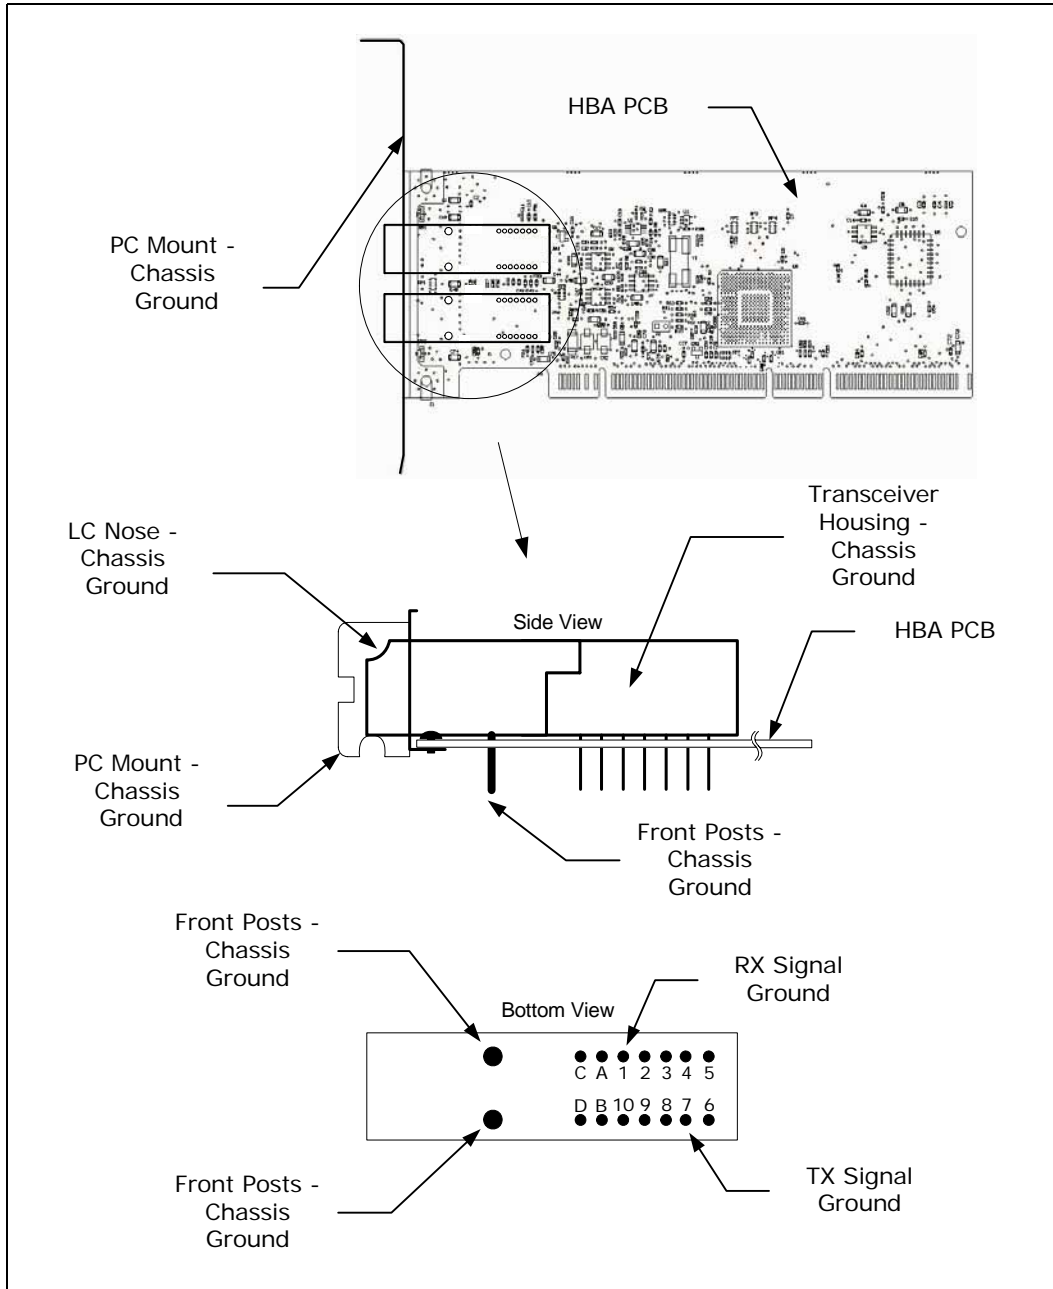 HBA PCB
PC Mount -
Chassis
Ground
Transceiver
Housing -
Chassis
Ground
LC Nose -
Chassis
Ground
Side View
HBA PCB
PC Mount -
Chassis
Ground
Front Posts -
Chassis
Ground
Front Posts -
Chassis
Ground
RX Signal
Ground
Bottom View
C A 1 2 3 4 5
D B 10 9 8 7 6
Front Posts -
Chassis
Ground
TX Signal
Ground